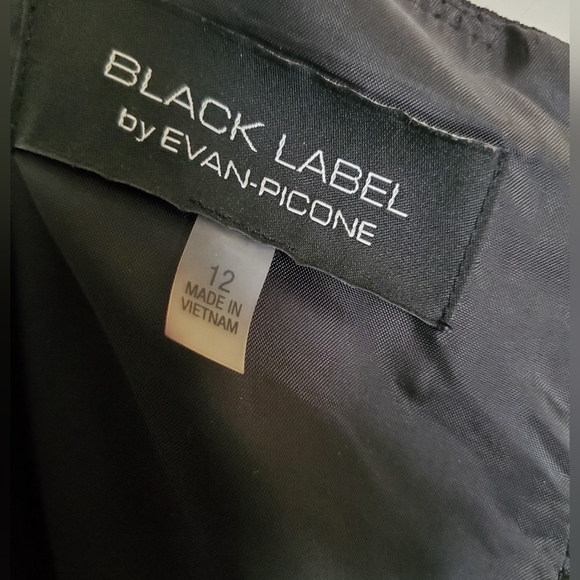 BLACK LABEL
by EVAN-PICONE
12
MADE IN
VIETNAM